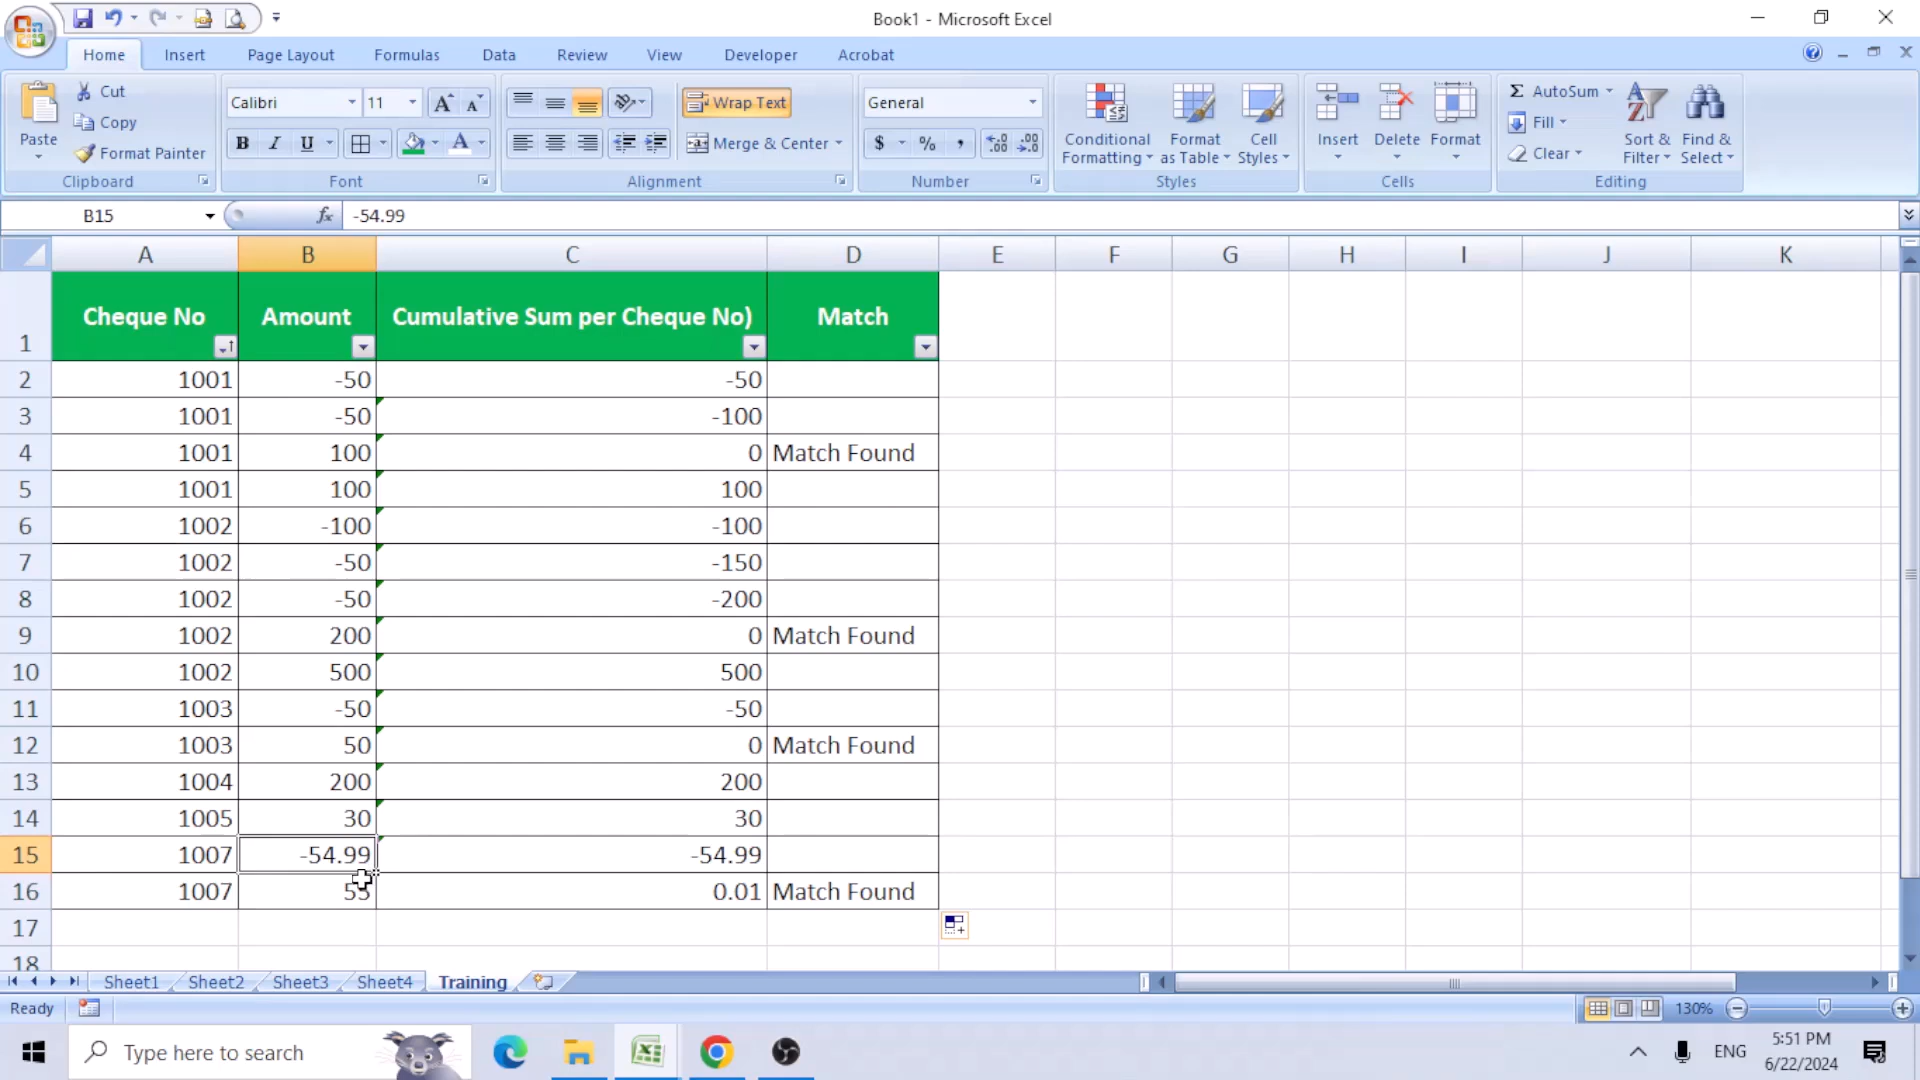 Book1 - Microsoft Excel
Home Insert Page Layout Formulas Data Review View Developer Acrobat
Paste Cut Copy Format Painter Clipboard
Calibri 11 A A B I U A Font
Wrap Text Merge & Center Alignment
General $ % , Number
Conditional Formatting Format as Table Cell Styles Styles
Insert Delete Format Cells
Σ AutoSum Fill Clear Sort & Filter Find & Select Editing
B15 fx -54.99
A B C D E F G H I J K
1 Cheque No Amount Cumulative Sum per Cheque No) Match
2 1001 -50 -50
3 1001 -50 -100
4 1001 100 0 Match Found
5 1001 100 100
6 1002 -100 -100
7 1002 -50 -150
8 1002 -50 -200
9 1002 200 0 Match Found
10 1002 500 500
11 1003 -50 -50
12 1003 50 0 Match Found
13 1004 200 200
14 1005 30 30
15 1007 -54.99 -54.99
16 1007 55 0.01 Match Found
17
18
Sheet1 Sheet2 Sheet3 Sheet4 Training
Ready 130%
Type here to search ENG 5:51 PM
6/22/2024